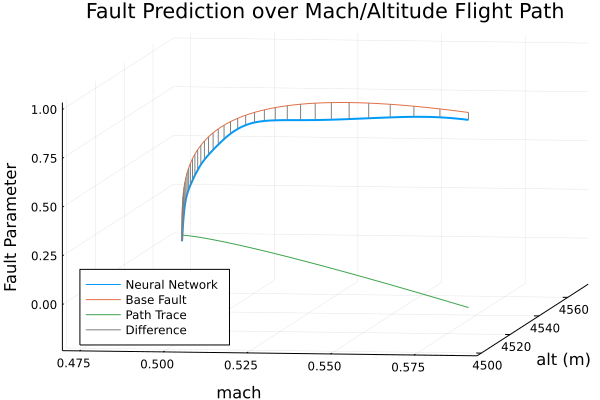 Fault Prediction over Mach/Altitude Flight Path
1.00
0.75
0.50
0.25
0.00
Fault Parameter
Neural Network
Base Fault
Path Trace
Difference
0.475
0.500
0.525
0.550
0.575
mach
4500
4520
4540
4560
alt (m)